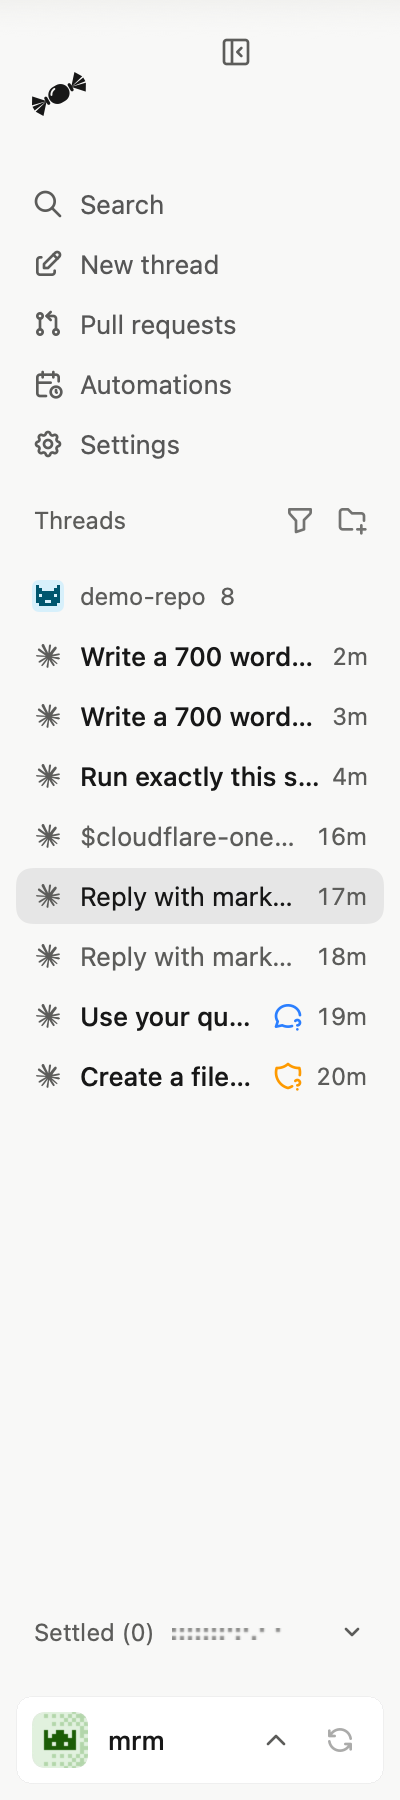 Search
New thread
Pull requests
Automations
Settings
Threads
demo-repo 8
Write a 700 word... 2m
Write a 700 word... 3m
Run exactly this s... 4m
$cloudflare-one... 16m
Reply with mark... 17m
Reply with mark... 18m
Use your qu... 19m
Create a file... 20m
Settled (0)
mrm